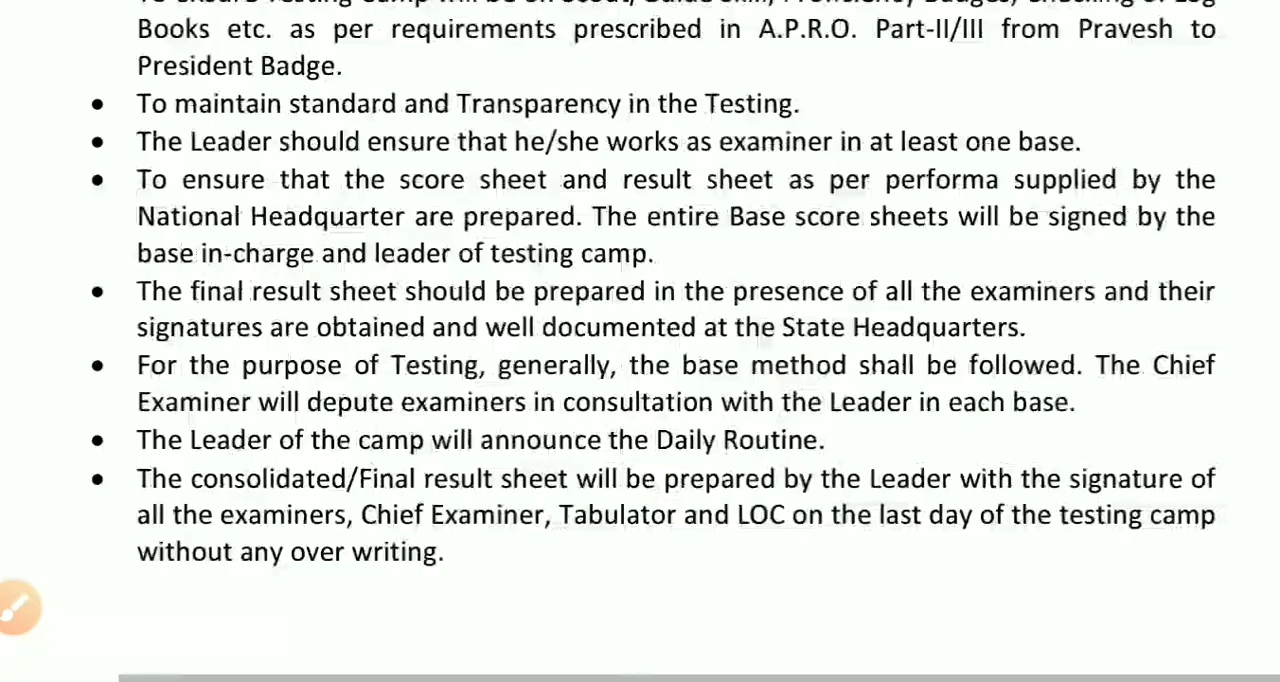 Books etc. as per requirements prescribed in A.P.R.O. Part-II/III from Pravesh to
President Badge.
• To maintain standard and Transparency in the Testing.
• The Leader should ensure that he/she works as examiner in at least one base.
• To ensure that the score sheet and result sheet as per performa supplied by the
National Headquarter are prepared. The entire Base score sheets will be signed by the
base in-charge and leader of testing camp.
• The final result sheet should be prepared in the presence of all the examiners and their
signatures are obtained and well documented at the State Headquarters.
• For the purpose of Testing, generally, the base method shall be followed. The Chief
Examiner will depute examiners in consultation with the Leader in each base.
• The Leader of the camp will announce the Daily Routine.
• The consolidated/Final result sheet will be prepared by the Leader with the signature of
all the examiners, Chief Examiner, Tabulator and LOC on the last day of the testing camp
without any over writing.